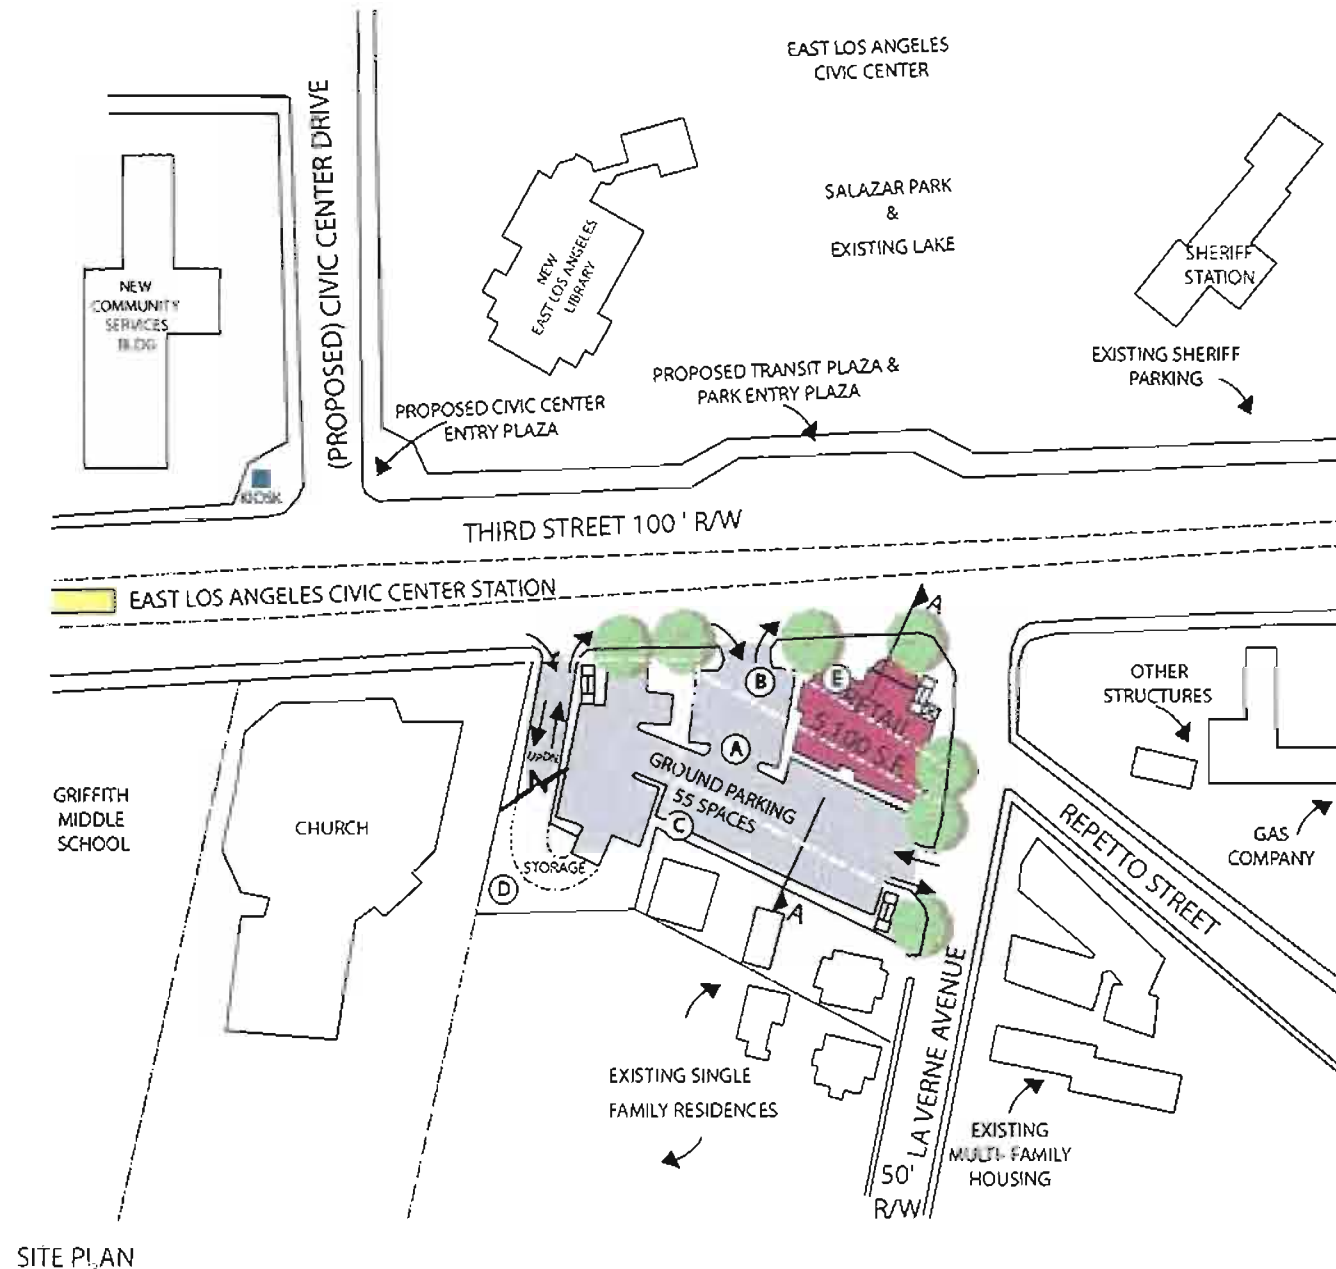 EAST LOS ANGELES
CIVIC CENTER
(PROPOSED) CIVIC CENTER DRIVE
NEW
COMMUNITY
SERVICES
BLDG
NEW
EAST LOS ANGELES
LIBRARY
SALAZAR PARK
&
EXISTING LAKE
SHERIFF
STATION
EXISTING SHERIFF
PARKING
PROPOSED TRANSIT PLAZA &
PARK ENTRY PLAZA
PROPOSED CIVIC CENTER
ENTRY PLAZA
KIOSK
THIRD STREET 100 ' R/W
EAST LOS ANGELES CIVIC CENTER STATION
A
B
E
RETAIL
5,100 S.F.
A
GROUND PARKING
55 SPACES
C
UP
STORAGE
D
A
OTHER
STRUCTURES
GAS
COMPANY
REPETTO STREET
GRIFFITH
MIDDLE
SCHOOL
CHURCH
EXISTING SINGLE
FAMILY RESIDENCES
LA VERNE AVENUE
50'
R/W
EXISTING
MULTI- FAMILY
HOUSING
SITE PLAN